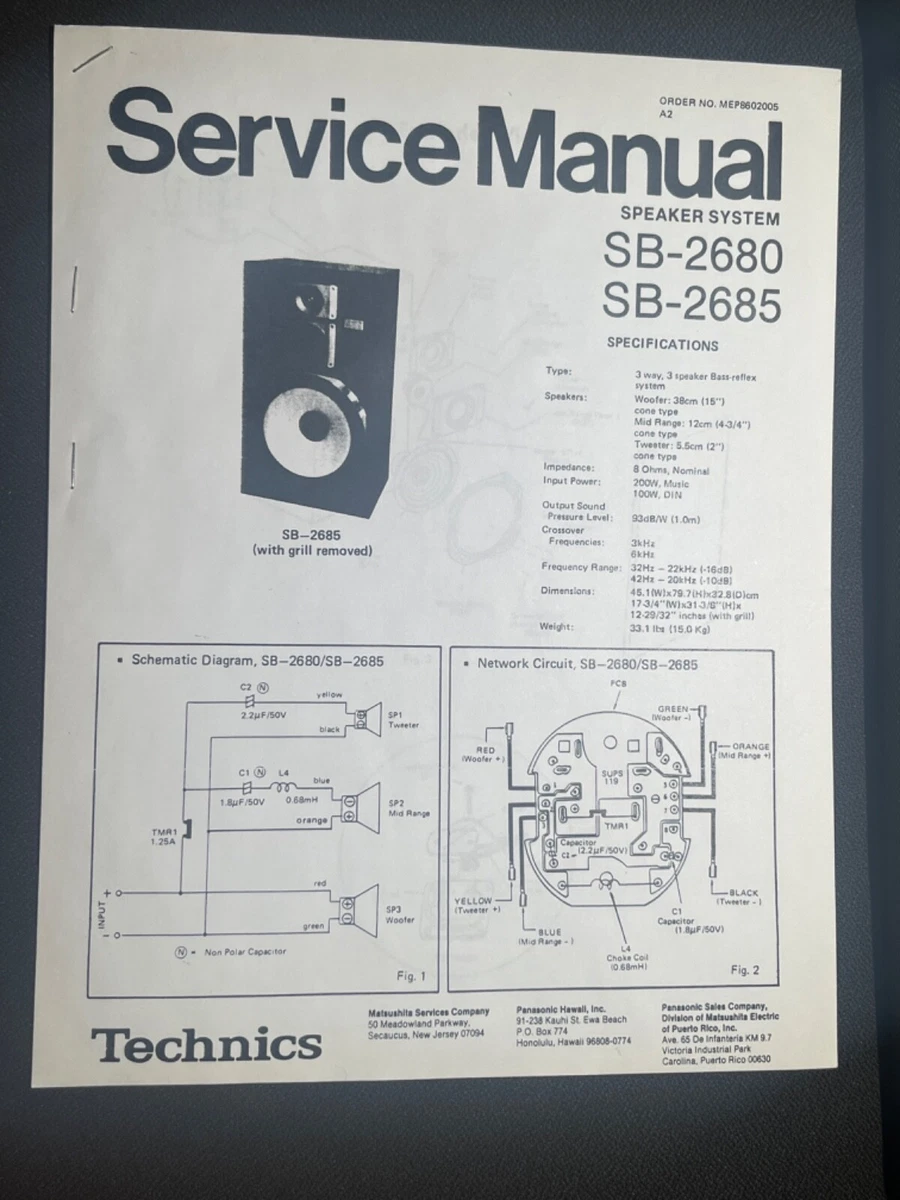 ORDER NO. MEP8602005
A2
Service Manual
SPEAKER SYSTEM
SB-2680
SB-2685
SPECIFICATIONS
Type: 3 way, 3 speaker Bass-reflex
system
Speakers: Woofer: 38cm (15")
cone type
Mid Range: 12cm (4-3/4")
cone type
Tweeter: 5.5cm (2")
cone type
Impedance: 8 Ohms, Nominal
Input Power: 200W, Music
100W, DIN
Output Sound
Pressure Level: 93dB/W (1.0m)
Crossover
Frequencies: 3kHz
6kHz
Frequency Range: 32Hz – 22kHz (-16dB)
42Hz – 20kHz (-10dB)
Dimensions: 45.1(W)x79.7(H)x32.8(D)cm
17-3/4"(W)x31-3/8"(H)x
12-29/32" inches (with grill)
Weight: 33.1 lbs (15.0 Kg)
SB–2685
(with grill removed)
▪ Schematic Diagram, SB–2680/SB–2685
C2 Ⓝ
yellow
2.2µF/50V
SP1
Tweeter
black
C1 Ⓝ L4
blue
1.8µF/50V 0.68mH
SP2
Mid Range
orange
TMR1
1.25A
red
+
INPUT
SP3
Woofer
green
–
Ⓝ = Non Polar Capacitor
Fig. 1
▪ Network Circuit, SB–2680/SB–2685
PCB
GREEN
(Woofer –)
RED
(Woofer +)
ORANGE
(Mid Range +)
SUPS
119
TMR1
Capacitor
C2 (2.2µF/50V)
YELLOW
(Tweeter +)
BLACK
(Tweeter –)
BLUE
(Mid Range –)
C1
Capacitor
(1.8µF/50V)
L4
Choke Coil
(0.68mH)
Fig. 2
Technics
Matsushita Services Company
50 Meadowland Parkway,
Secaucus, New Jersey 07094
Panasonic Hawaii, Inc.
91-238 Kauhi St. Ewa Beach
P.O. Box 774
Honolulu, Hawaii 96808-0774
Panasonic Sales Company,
Division of Matsushita Electric
of Puerto Rico, Inc.
Ave. 65 De Infanteria KM 9.7
Victoria Industrial Park
Carolina, Puerto Rico 00630